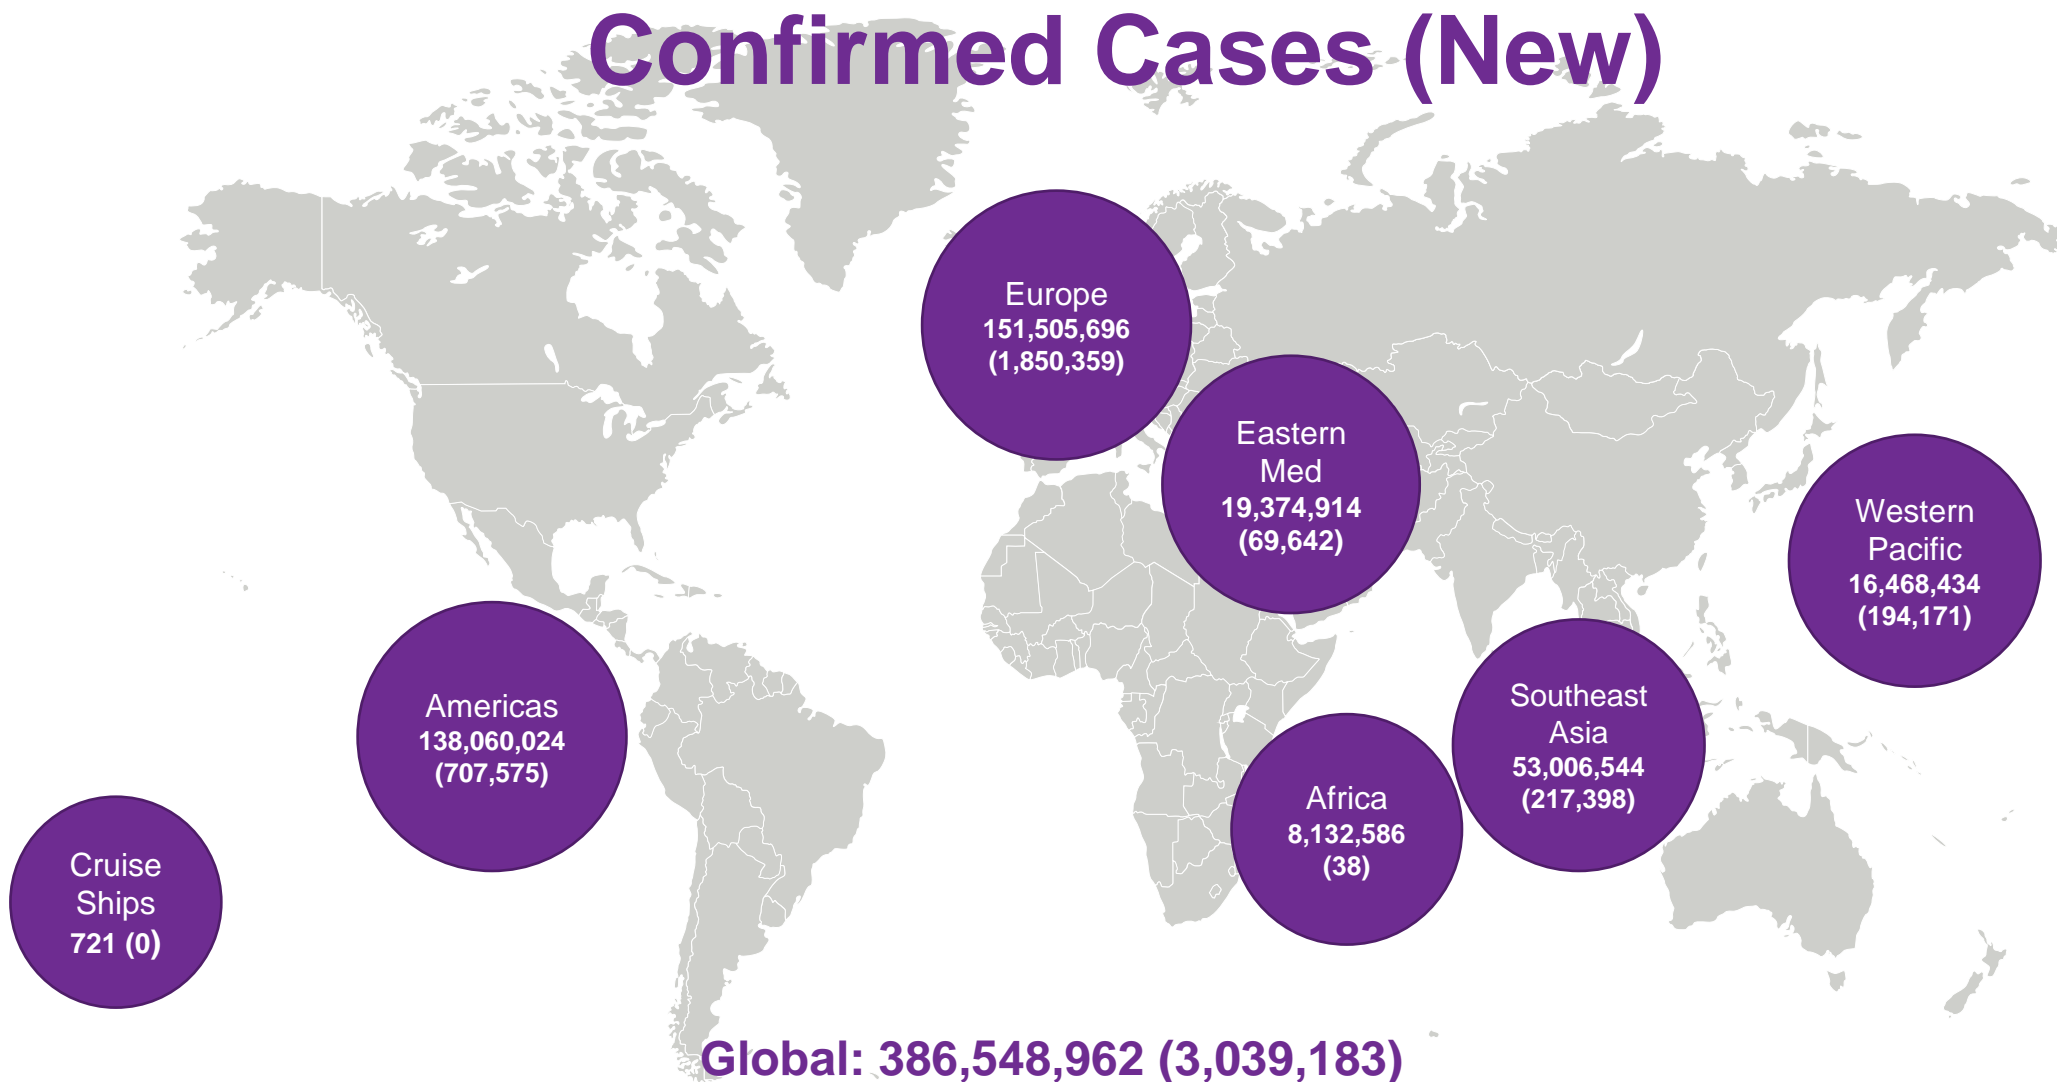 Confirmed Cases (New)
Europe
151,505,696
(1,850,359)
Eastern
Med
19,374,914
(69,642)
Western
Pacific
16,468,434
(194,171)
Americas
138,060,024
(707,575)
Southeast
Asia
53,006,544
(217,398)
Africa
8,132,586
(38)
Cruise
Ships
721 (0)
Global: 386,548,962 (3,039,183)